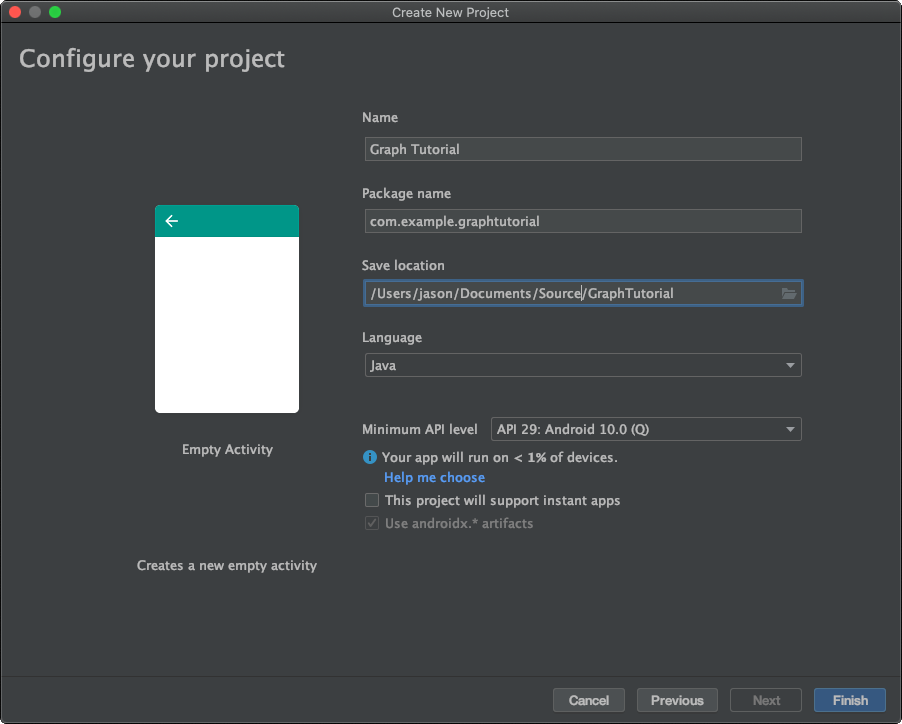 Create New Project
Configure your project
Name
Graph Tutorial
Package name
com.example.graphtutorial
Save location
/Users/jason/Documents/Source/GraphTutorial
Language
Java
Minimum API level API 29: Android 10.0 (Q)
Your app will run on < 1% of devices.
Help me choose
This project will support instant apps
Use androidx.* artifacts
Empty Activity
Creates a new empty activity
Cancel Previous Next Finish